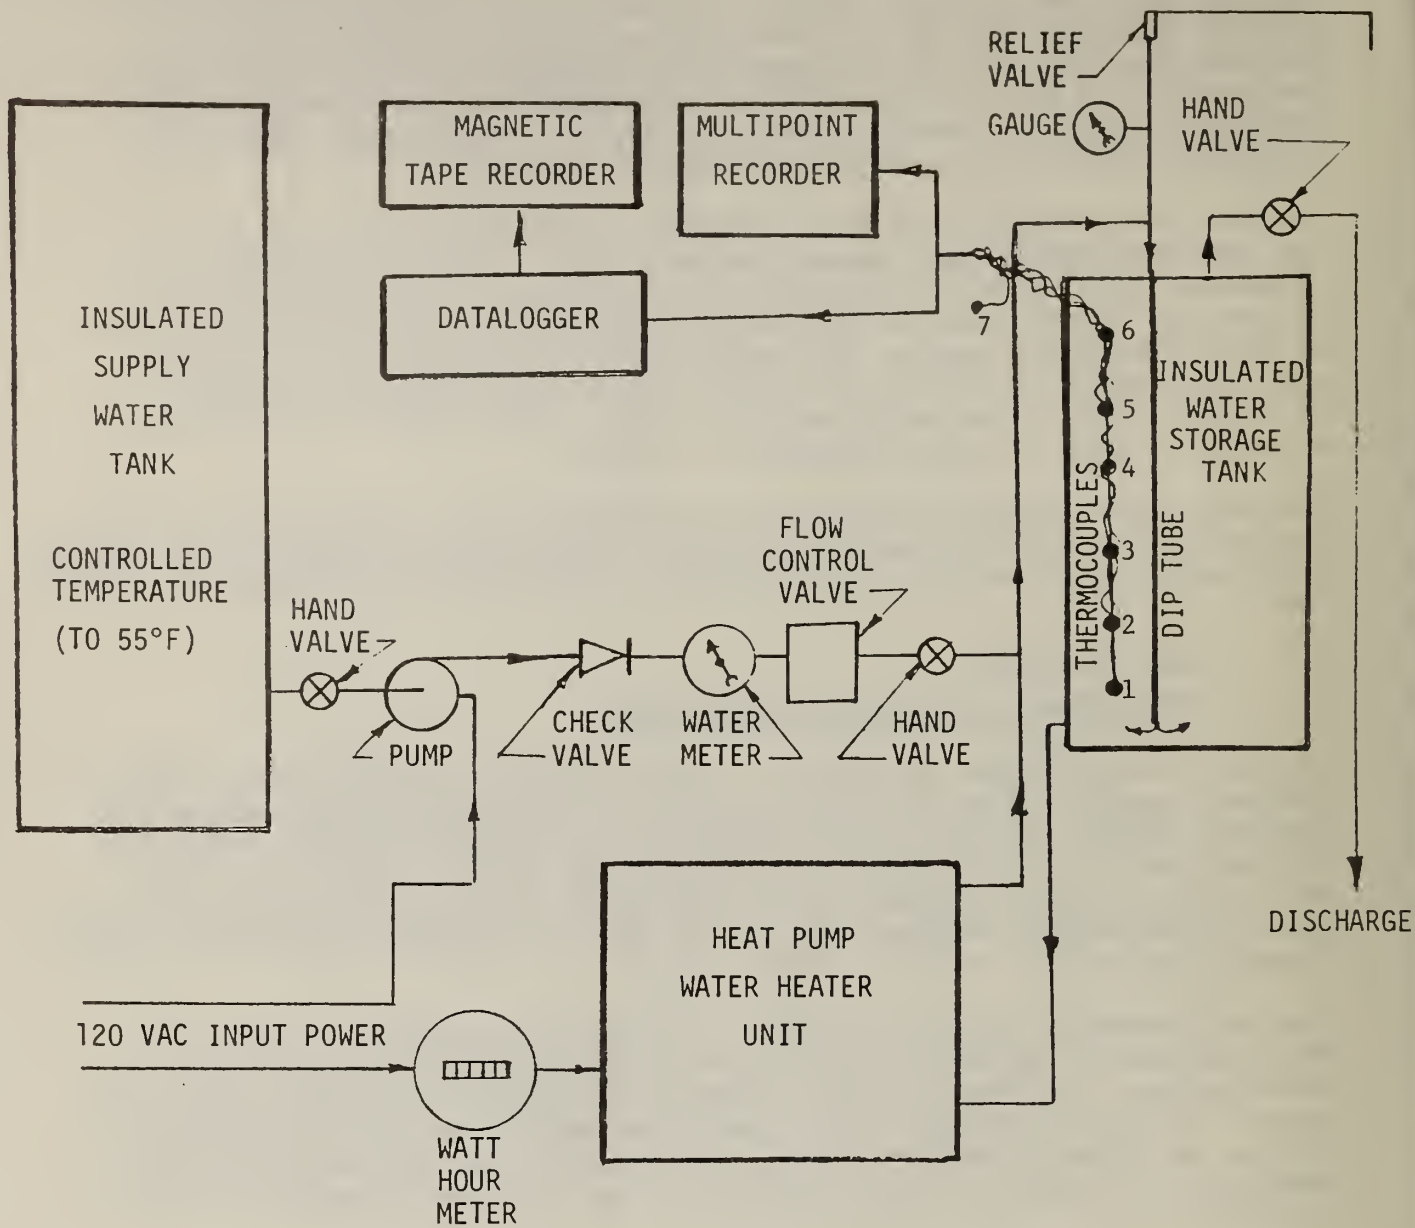 RELIEF
VALVE
GAUGE
HAND
VALVE
MAGNETIC
TAPE RECORDER
MULTIPOINT
RECORDER
DATALOGGER
7
INSULATED
SUPPLY
WATER
TANK
CONTROLLED
TEMPERATURE
(TO 55°F)
6
5
4
3
2
1
INSULATED
WATER
STORAGE
TANK
THERMOCOUPLES
DIP TUBE
HAND
VALVE
PUMP
CHECK
VALVE
WATER
METER
FLOW
CONTROL
VALVE
HAND
VALVE
DISCHARGE
HEAT PUMP
WATER HEATER
UNIT
120 VAC INPUT POWER
WATT
HOUR
METER